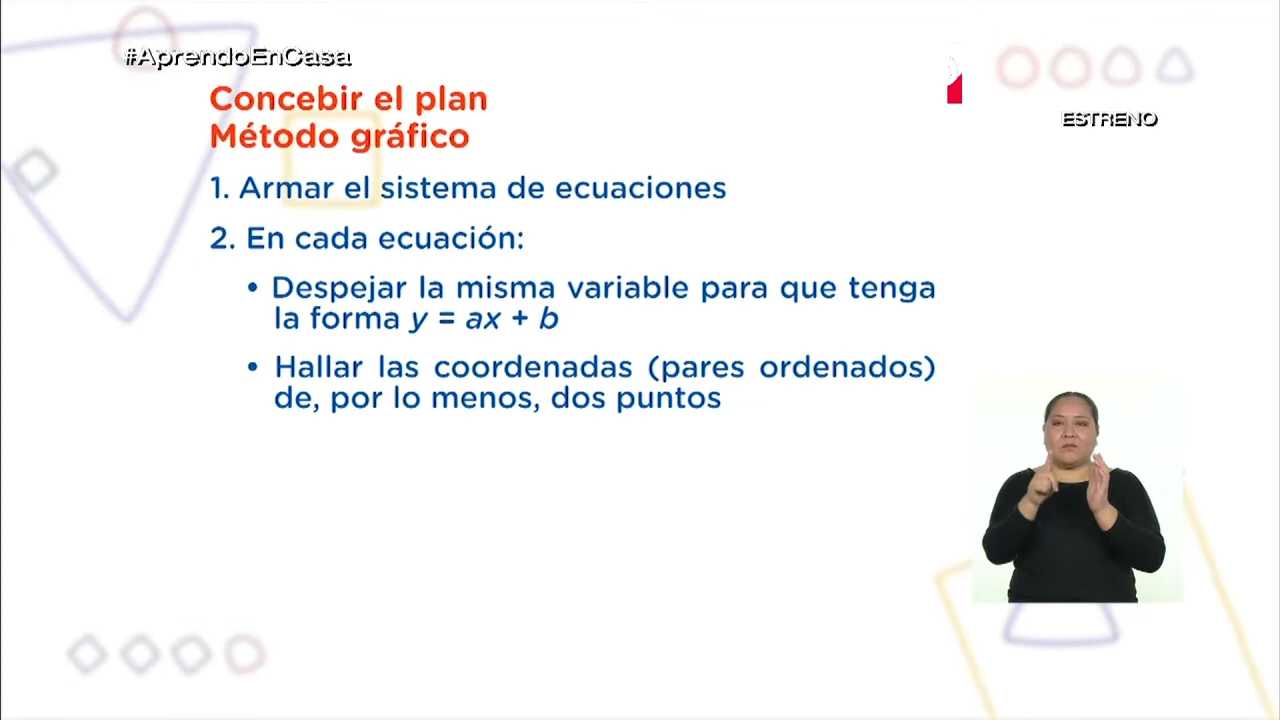 #AprendoEnCasa
ESTRENO
Concebir el plan
Método gráfico
1. Armar el sistema de ecuaciones
2. En cada ecuación:
• Despejar la misma variable para que tenga
la forma y = ax + b
• Hallar las coordenadas (pares ordenados)
de, por lo menos, dos puntos